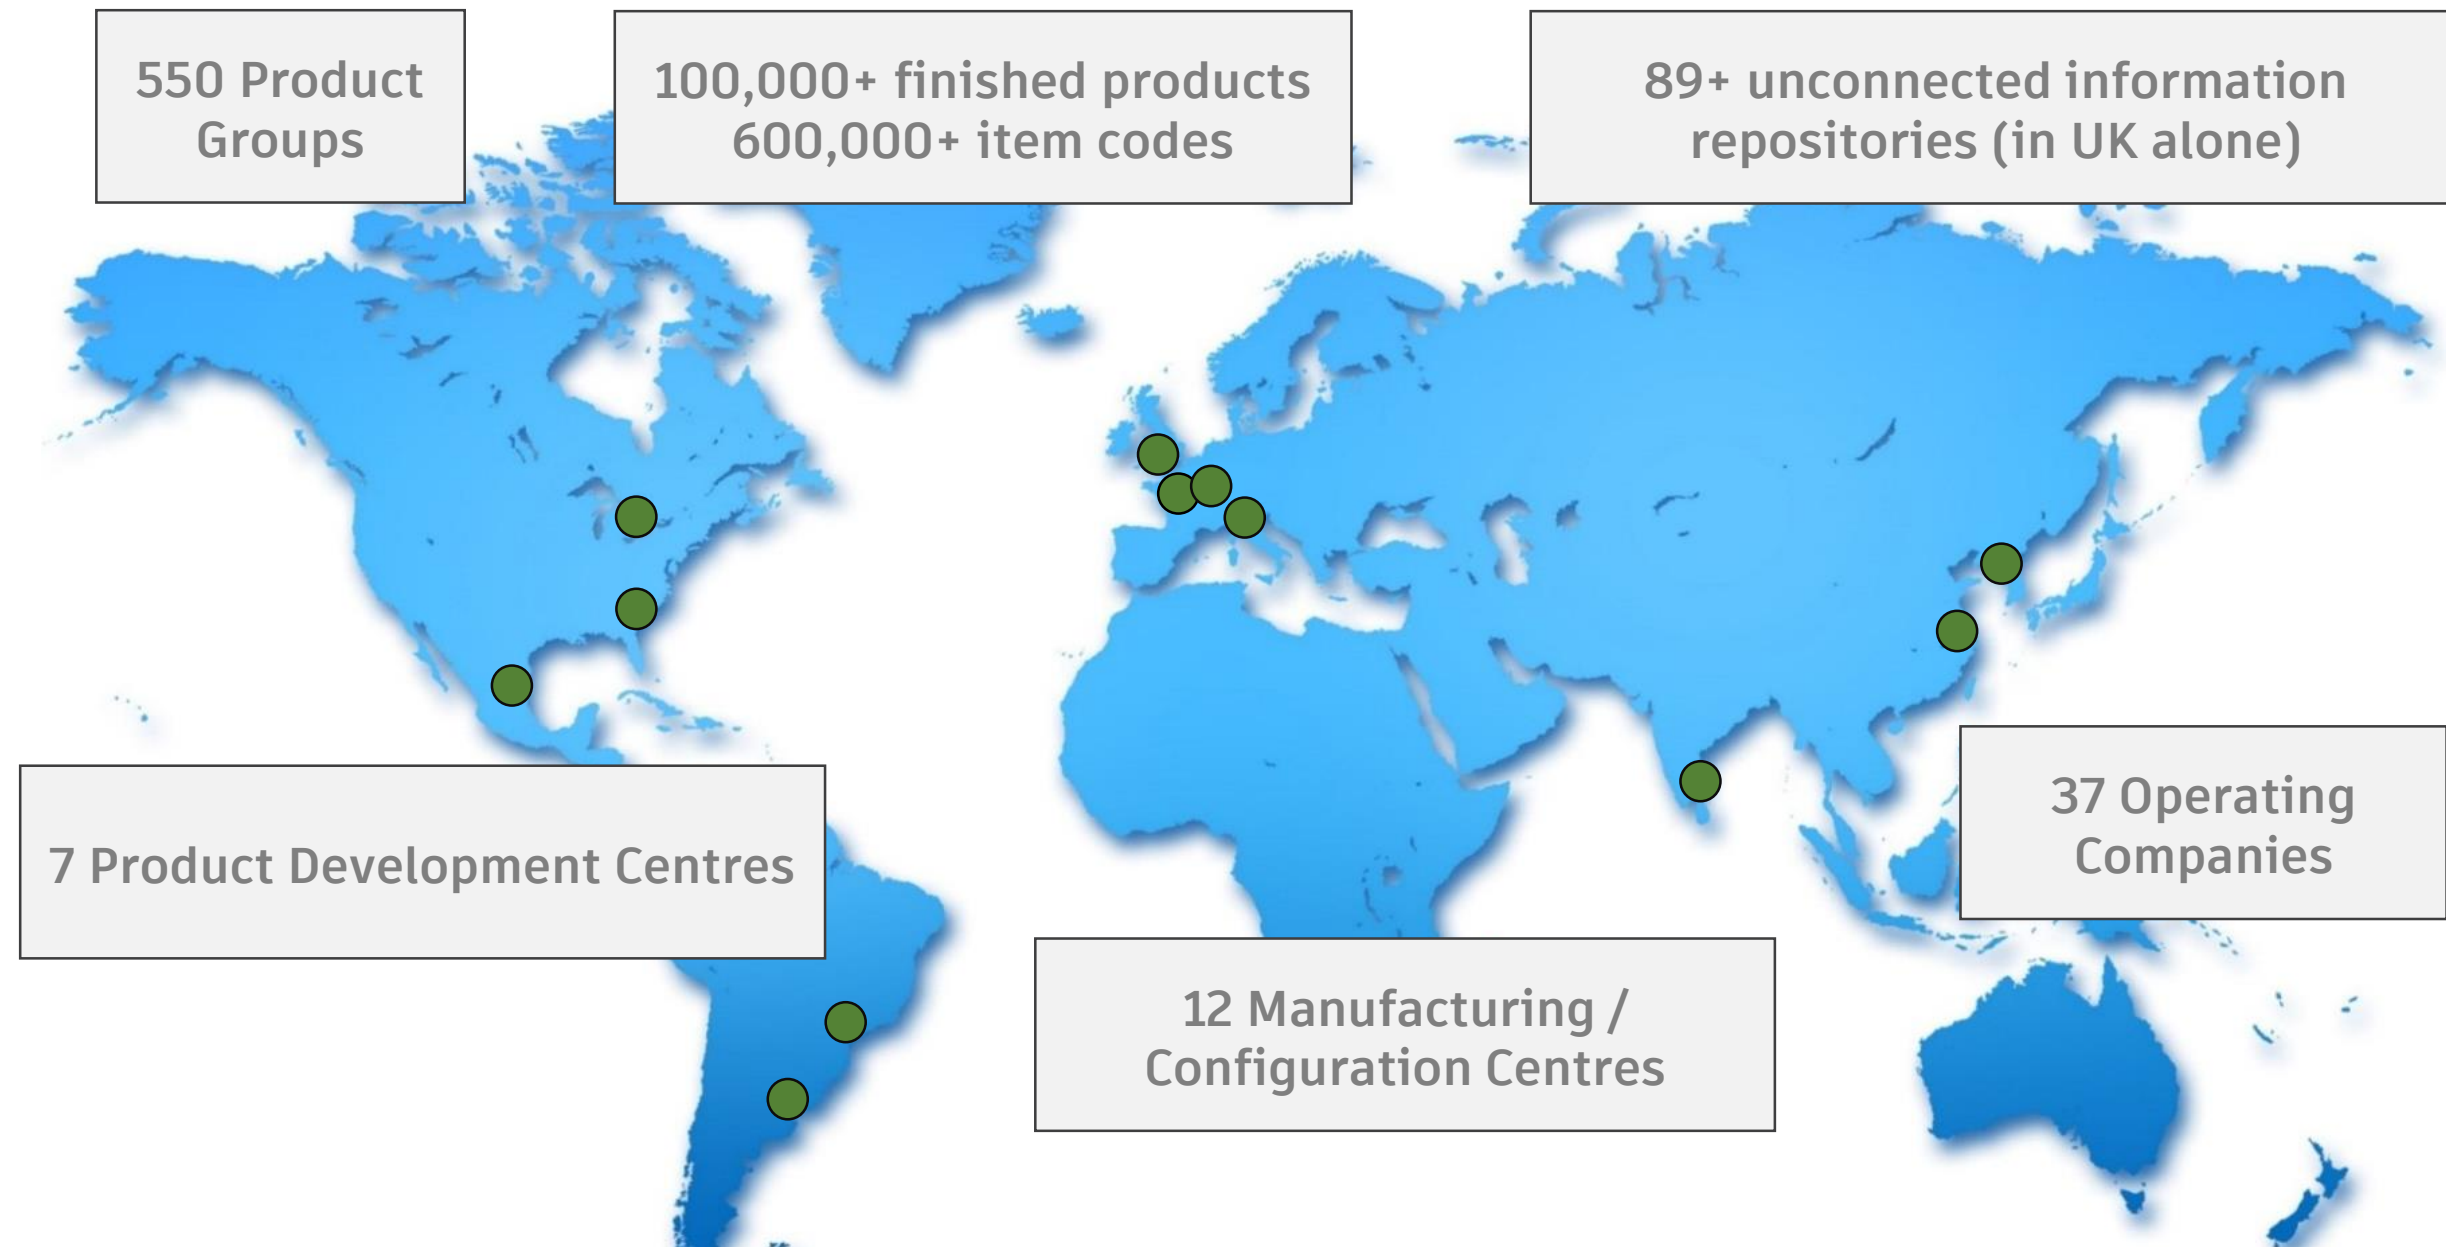 550 Product
Groups
100,000+ finished products
600,000+ item codes
89+ unconnected information
repositories (in UK alone)
7 Product Development Centres
37 Operating
Companies
12 Manufacturing /
Configuration Centres